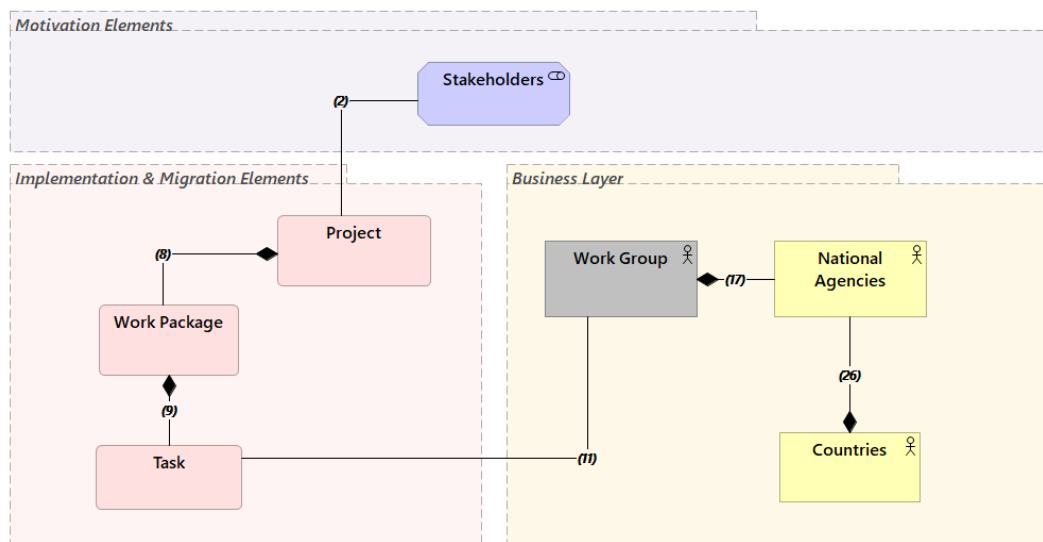 Motivation Elements
Stakeholders
(2)
Implementation & Migration Elements
Business Layer
Project
(8)
Work Group
(17)
National
Agencies
Work Package
(9)
(26)
Task
(11)
Countries